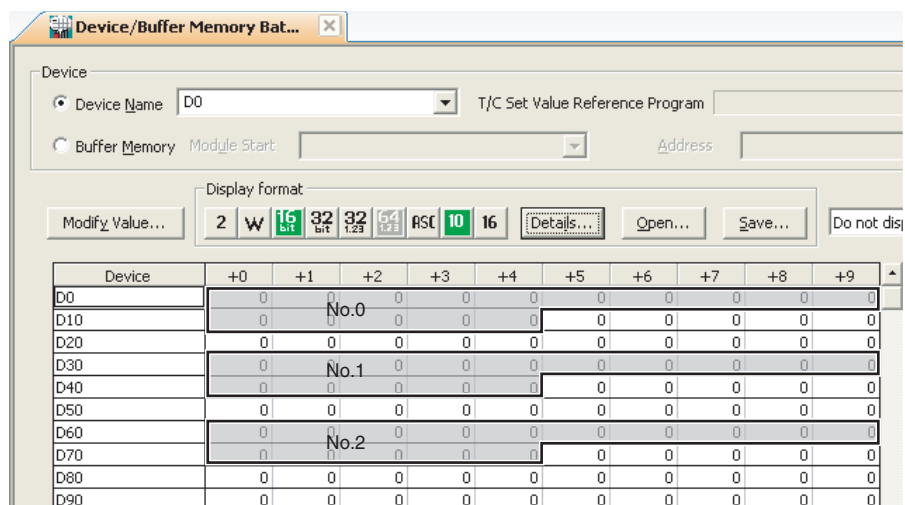 Device/Buffer Memory Bat...
Device
Device Name D0 T/C Set Value Reference Program
Buffer Memory Module Start Address
Display format
Modify Value... 2 W 16 bit 32 bit 32 1.23 64 1.23 ASC 10 16 Details... Open... Save... Do not
Device +0 +1 +2 +3 +4 +5 +6 +7 +8 +9
D0 0 0 0 0 0 0 0 0 0 0
No.0
D10 0 0 0 0 0 0 0 0 0 0
D20 0 0 0 0 0 0 0 0 0 0
D30 0 0 0 0 0 0 0 0 0 0
No.1
D40 0 0 0 0 0 0 0 0 0 0
D50 0 0 0 0 0 0 0 0 0 0
D60 0 0 0 0 0 0 0 0 0 0
No.2
D70 0 0 0 0 0 0 0 0 0 0
D80 0 0 0 0 0 0 0 0 0 0
D90 0 0 0 0 0 0 0 0 0 0